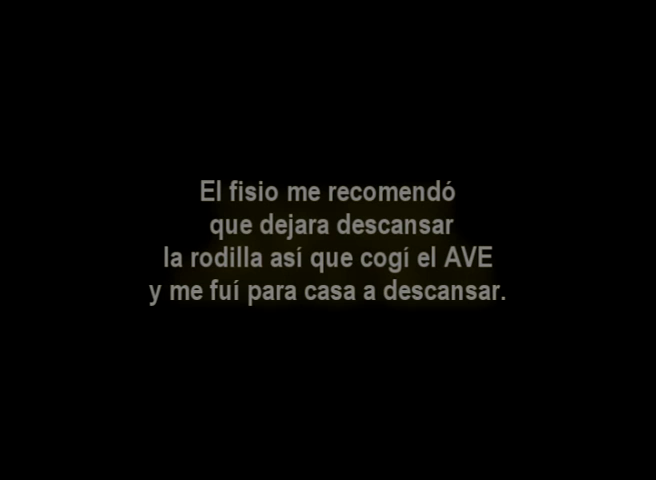 El fisio me recomendó
que dejara descansar
la rodilla así que cogí el AVE
y me fuí para casa a descansar.